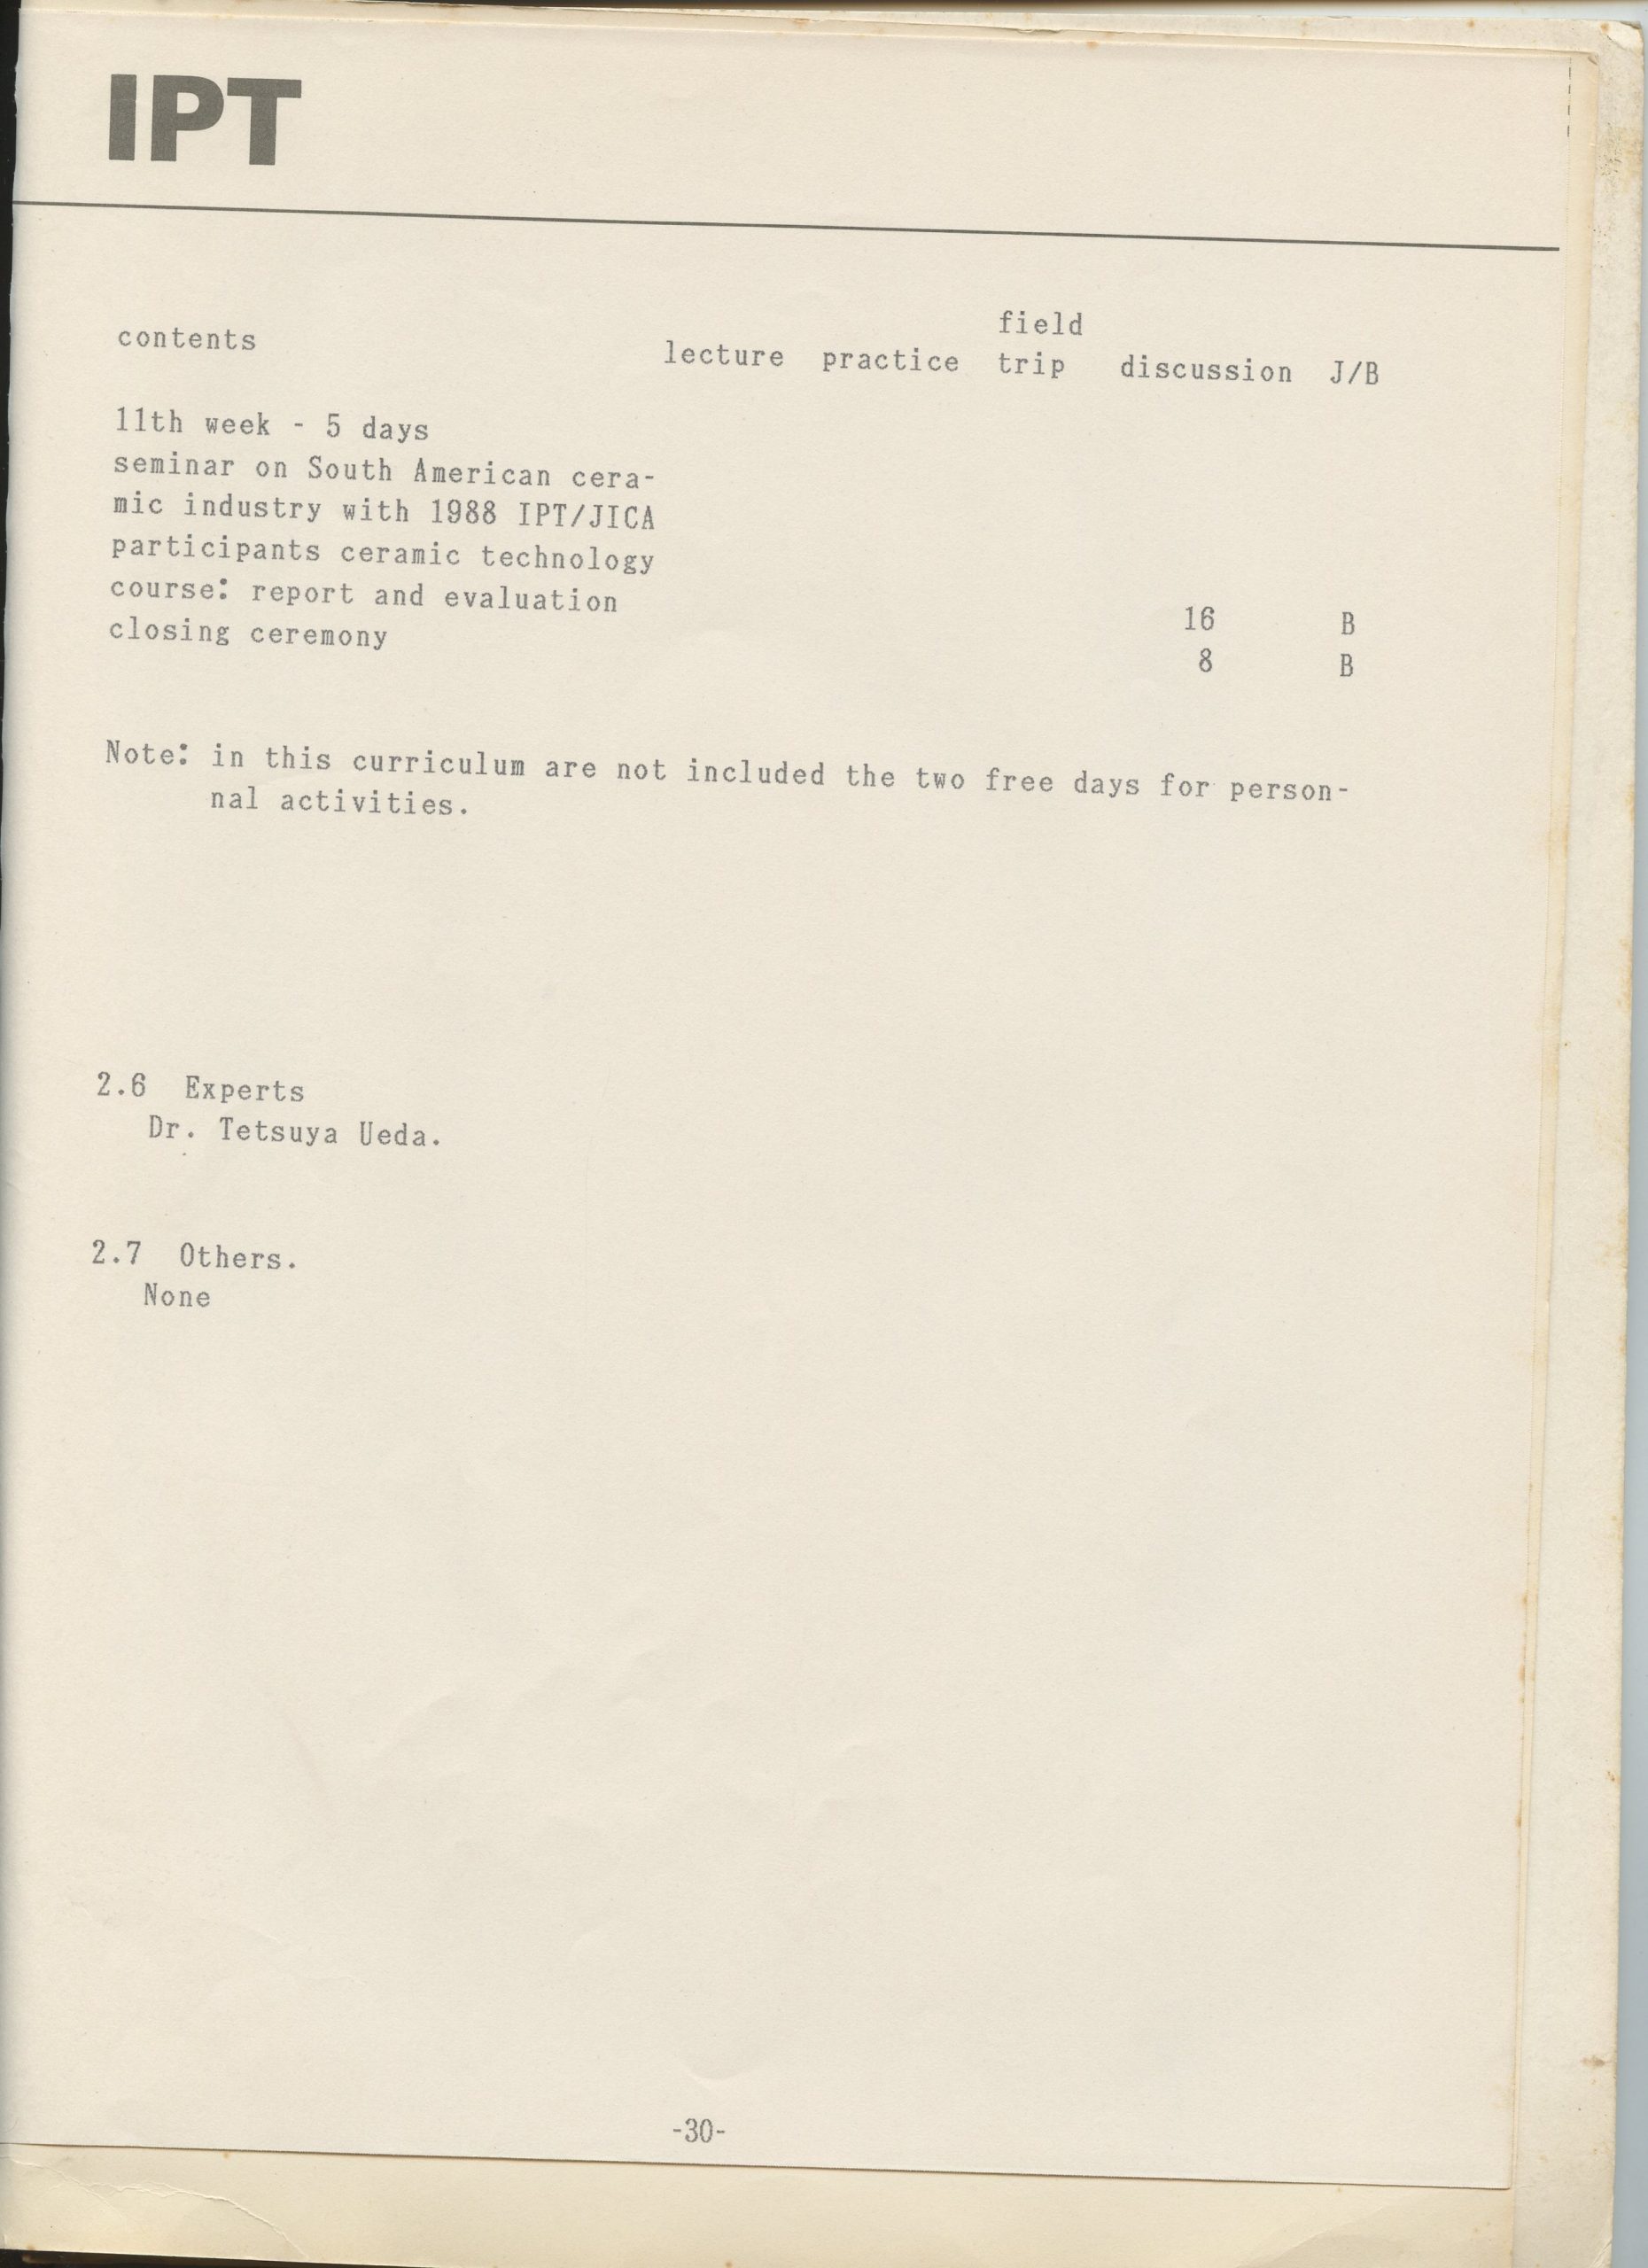 IPT
contents lecture practice field trip discussion J/B
11th week - 5 days
seminar on South American cera-
mic industry with 1988 IPT/JICA
participants ceramic technology
course: report and evaluation 16 B
closing ceremony 8 B
Note: in this curriculum are not included the two free days for person-
nal activities.
2.6 Experts
Dr. Tetsuya Ueda.
2.7 Others.
None
-30-